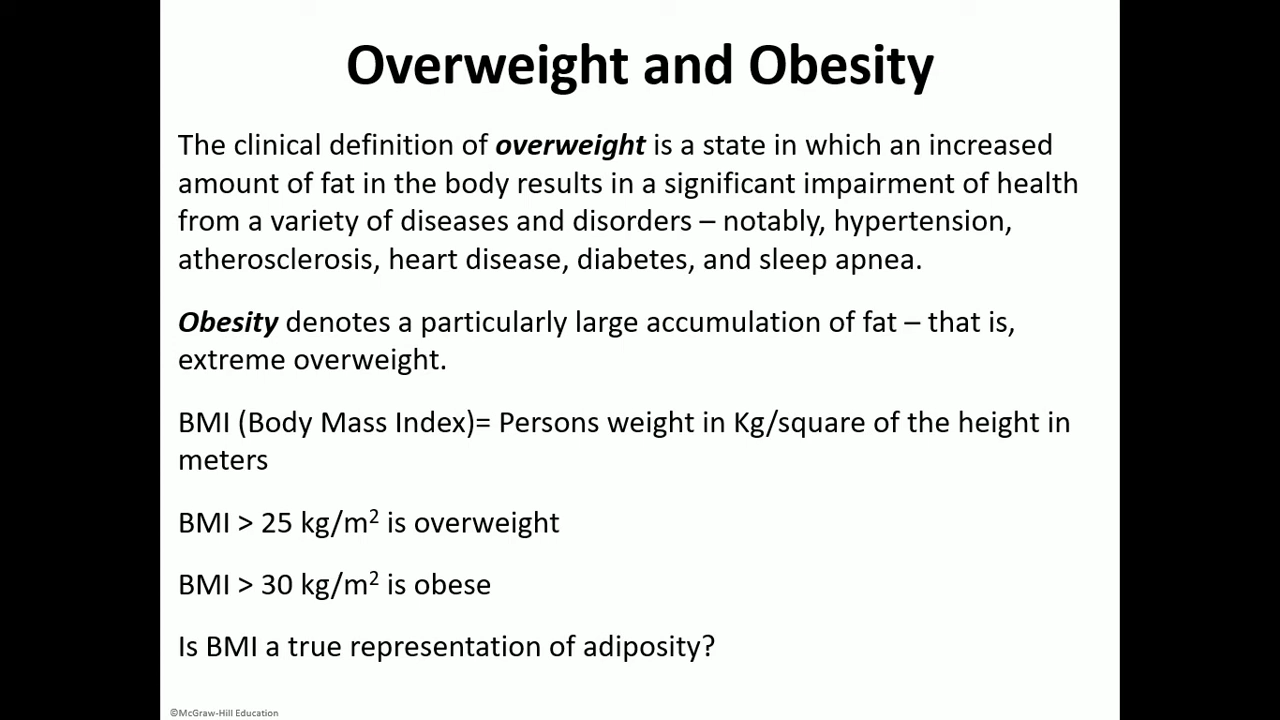 Overweight and Obesity
The clinical definition of overweight is a state in which an increased
amount of fat in the body results in a significant impairment of health
from a variety of diseases and disorders – notably, hypertension,
atherosclerosis, heart disease, diabetes, and sleep apnea.
Obesity denotes a particularly large accumulation of fat – that is,
extreme overweight.
BMI (Body Mass Index)= Persons weight in Kg/square of the height in
meters
BMI > 25 kg/m² is overweight
BMI > 30 kg/m² is obese
Is BMI a true representation of adiposity?
©McGraw-Hill Education